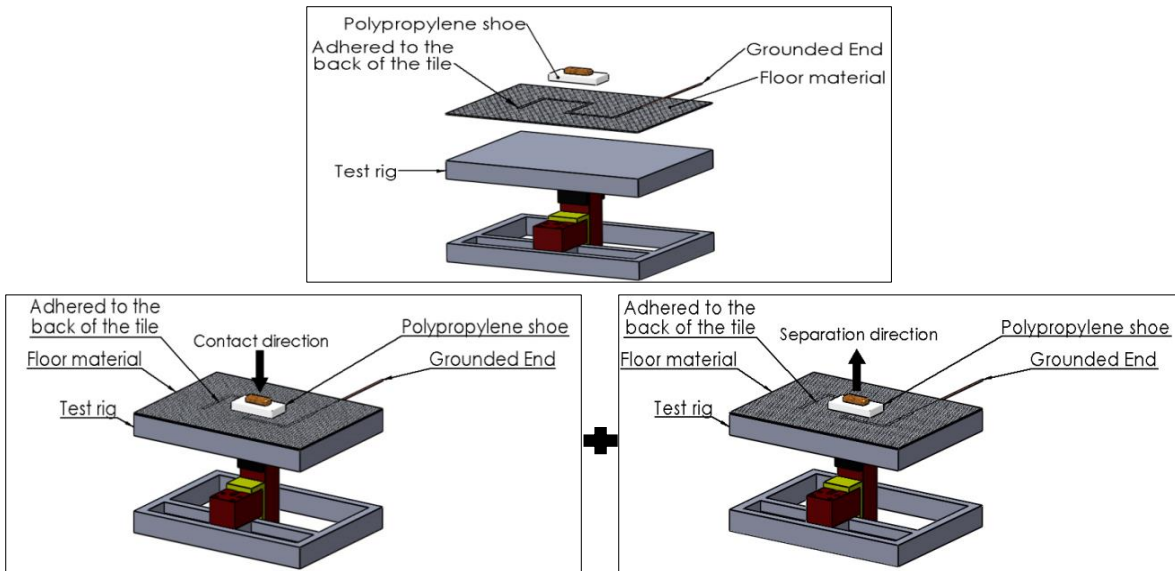 Polypropylene shoe
Adhered to the
back of the tile
Grounded End
Floor material
Test rig
Adhered to the
back of the tile
Contact direction
Polypropylene shoe
Floor material
Grounded End
Test rig
Adhered to the
back of the tile
Separation direction
Polypropylene shoe
Floor material
Grounded End
Test rig